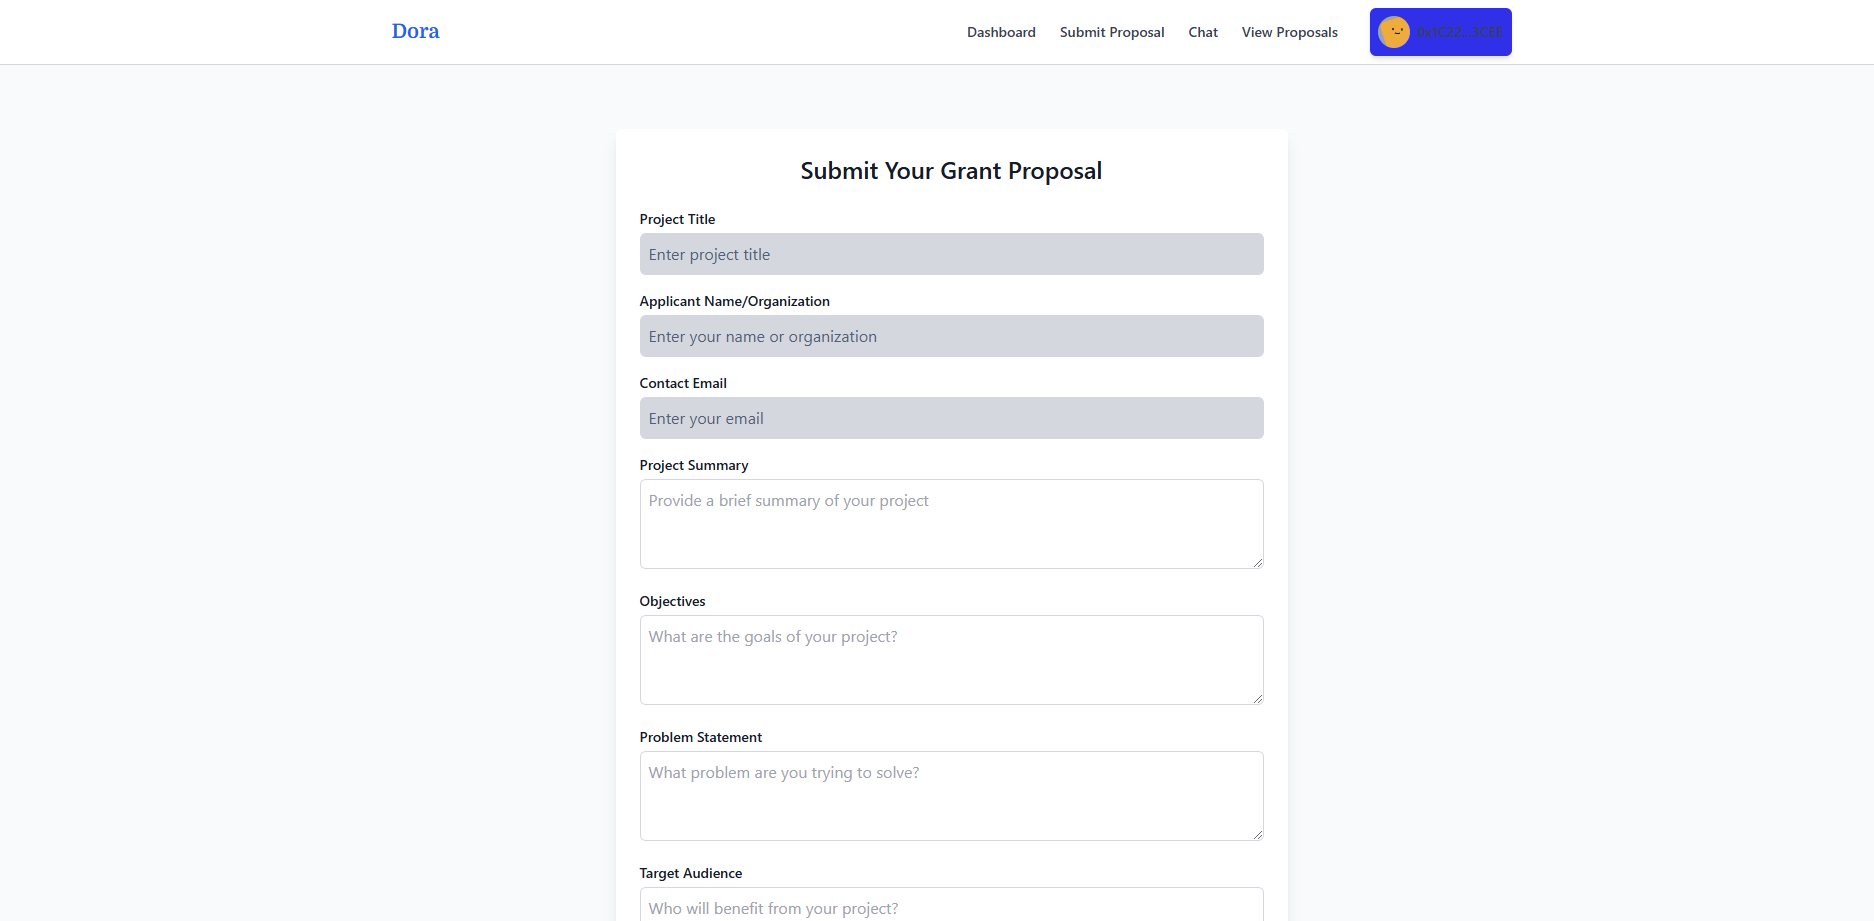 Dora
Dashboard
Submit Proposal
Chat
View Proposals
Submit Your Grant Proposal
Project Title
Enter project title
Applicant Name/Organization
Enter your name or organization
Contact Email
Enter your email
Project Summary
Provide a brief summary of your project
Objectives
What are the goals of your project?
Problem Statement
What problem are you trying to solve?
Target Audience
Who will benefit from your project?